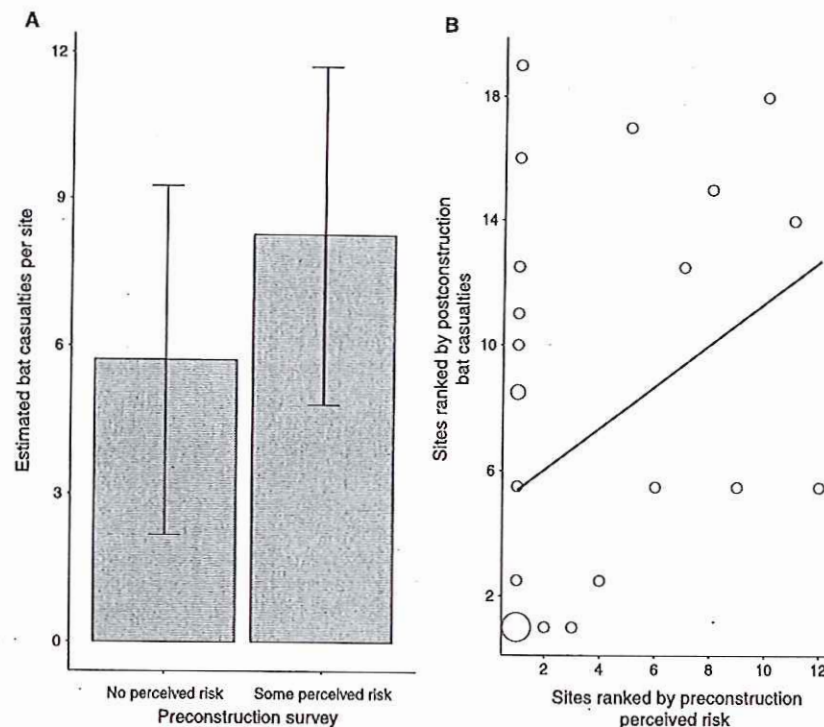 A
Estimated bat casualties per site
12
9
6
3
0
No perceived risk
Some perceived risk
Preconstruction survey
B
Sites ranked by postconstruction
bat casualties
18
14
10
6
2
2
4
6
8
10
12
Sites ranked by preconstruction
perceived risk